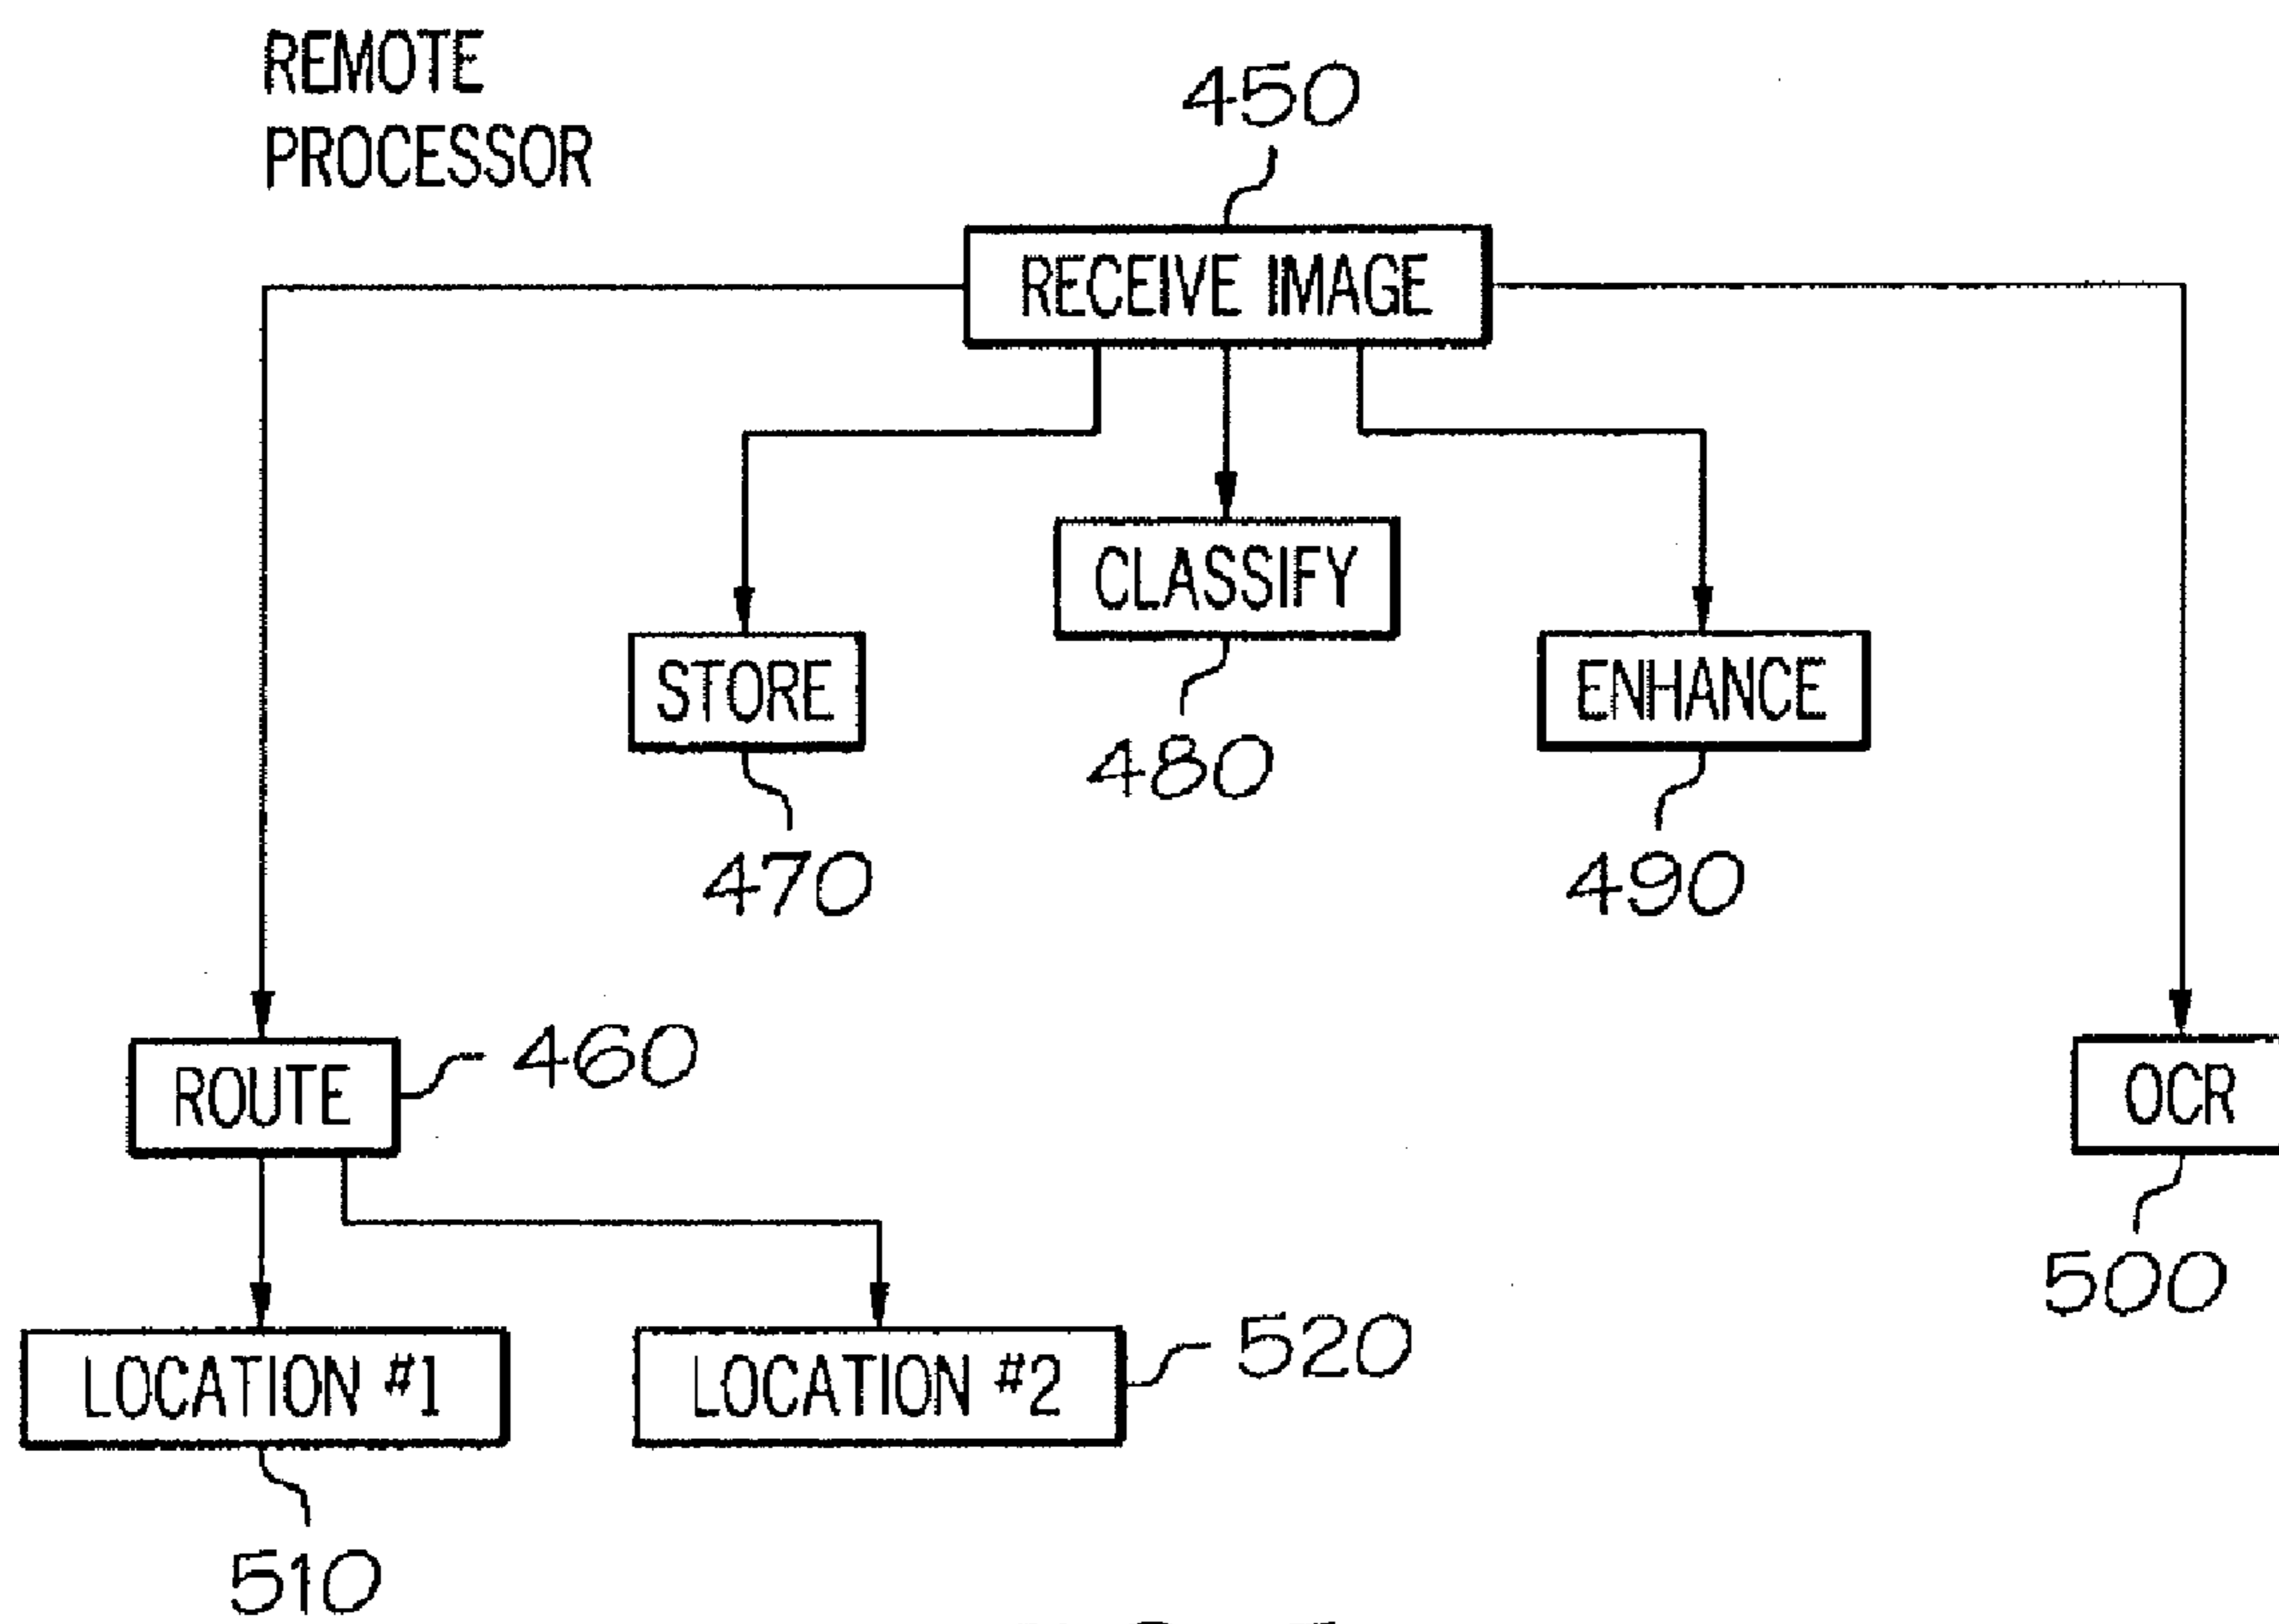 REMOTE
PROCESSOR
450
RECEIVE IMAGE
CLASSIFY
STORE
ENHANCE
480
470
490
ROUTE
460
OCR
500
LOCATION #1
LOCATION #2
520
510